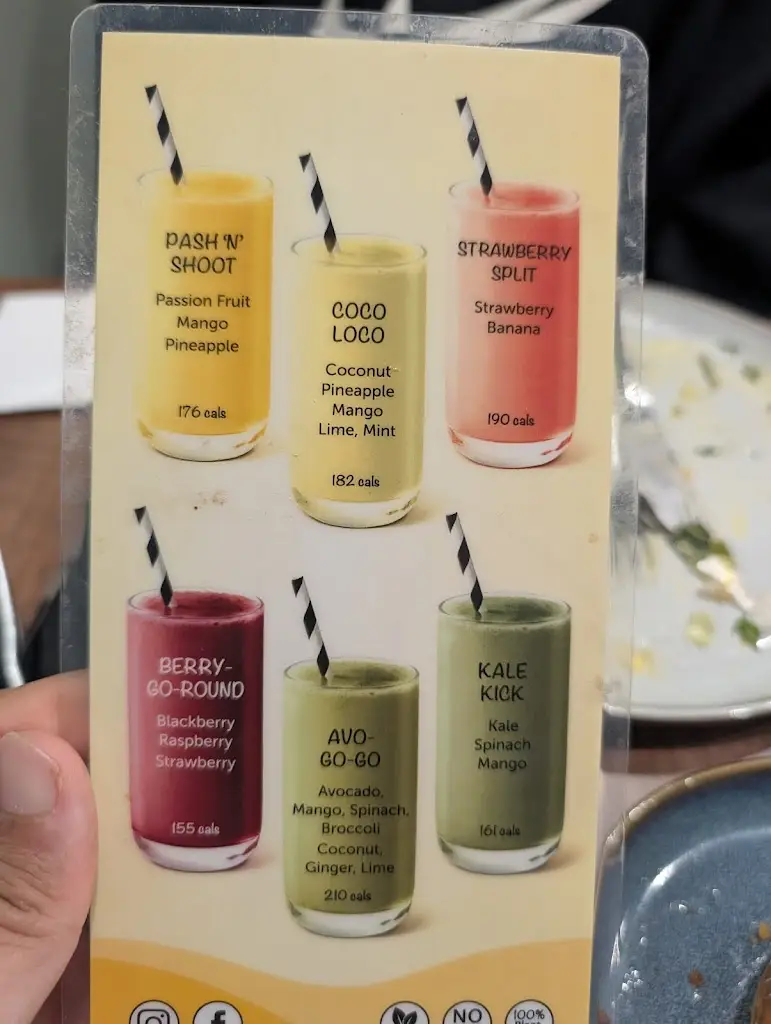 PASH 'N'
SHOOT
Passion Fruit
Mango
Pineapple
176 cals
COCO
LOCO
Coconut
Pineapple
Mango
Lime, Mint
182 cals
STRAWBERRY
SPLIT
Strawberry
Banana
190 cals
BERRY-
GO-ROUND
Blackberry
Raspberry
Strawberry
155 cals
AVO-
GO-GO
Avocado,
Mango, Spinach,
Broccoli
Coconut,
Ginger, Lime
210 cals
KALE
KICK
Kale
Spinach
Mango
161 cals
NO
100%